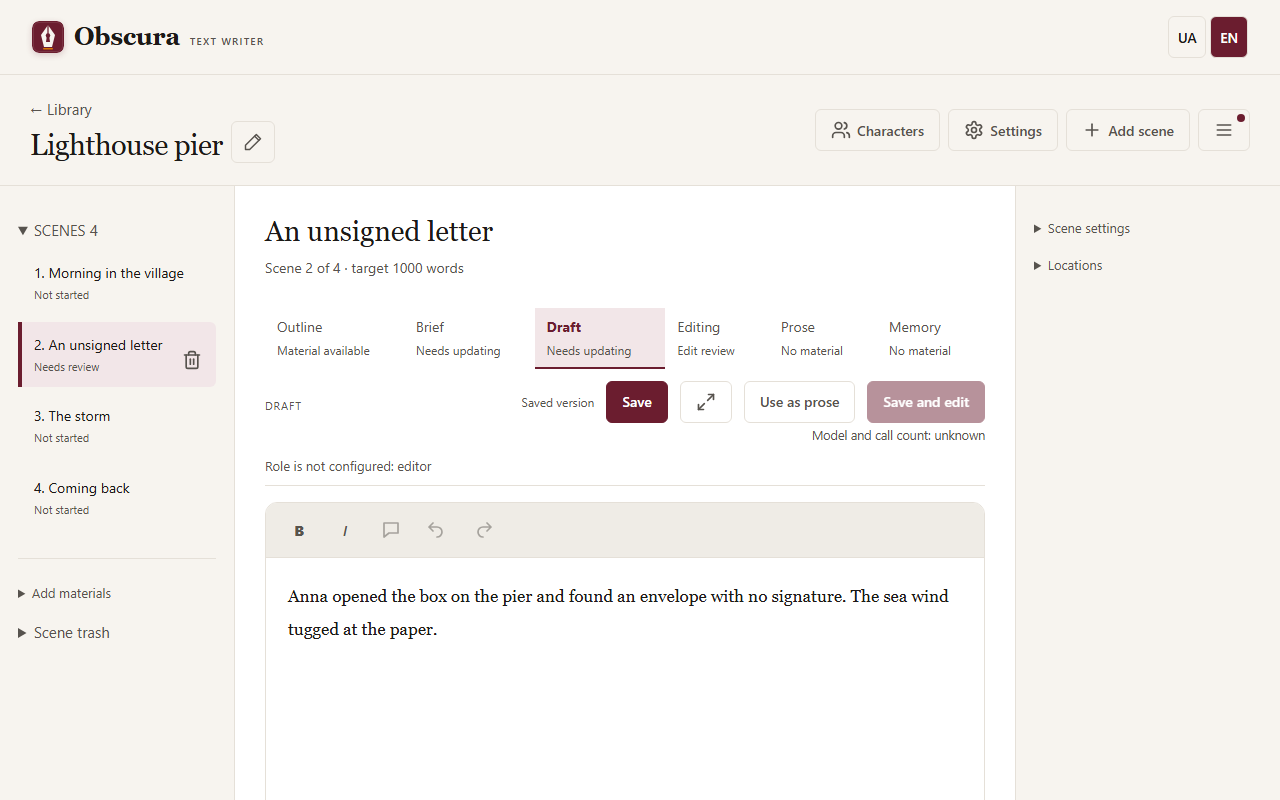 Obscura TEXT WRITER
UA EN
← Library
Lighthouse pier
Characters
Settings
Add scene
SCENES 4
1. Morning in the village
Not started
2. An unsigned letter
Needs review
3. The storm
Not started
4. Coming back
Not started
Add materials
Scene trash
An unsigned letter
Scene 2 of 4 · target 1000 words
Outline
Material available
Brief
Needs updating
Draft
Needs updating
Editing
Edit review
Prose
No material
Memory
No material
DRAFT
Saved version
Save
Use as prose
Save and edit
Model and call count: unknown
Role is not configured: editor
B I
Anna opened the box on the pier and found an envelope with no signature. The sea wind
tugged at the paper.
Scene settings
Locations